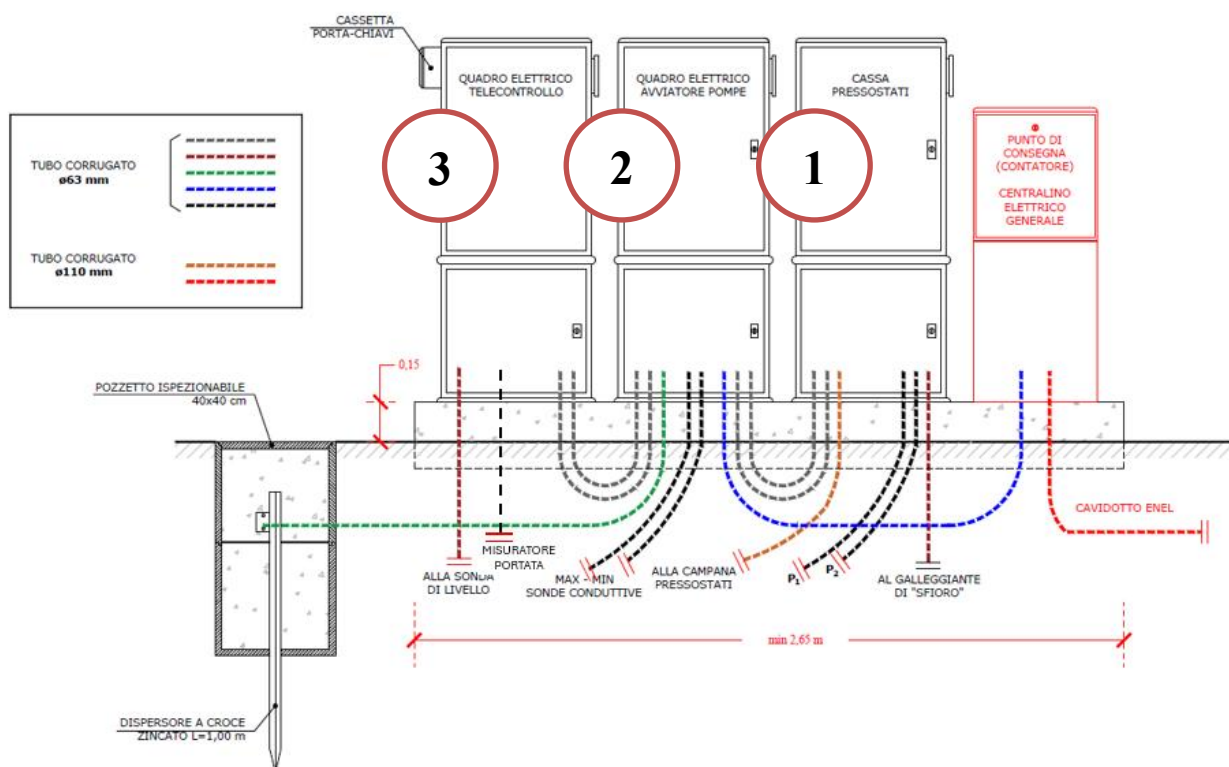 CASSETTA
PORTA-CHIAVI
QUADRO ELETTRICO
TELECONTROLLO
QUADRO ELETTRICO
AVVIATORE POMPE
CASSA
PRESSOSTATI
3
2
1
PUNTO DI
CONSEGNA
(CONTATORE)
CENTRALINO
ELETTRICO
GENERALE
TUBO CORRUGATO
ø63 mm
TUBO CORRUGATO
ø110 mm
0,15
POZZETTO ISPEZIONABILE
40x40 cm
CAVIDOTTO ENEL
MISURATORE
PORTATA
ALLA SONDA
DI LIVELLO
MAX - MIN
SONDE CONDUTTIVE
ALLA CAMPANA
PRESSOSTATI
P1
P2
AL GALLEGGIANTE
DI "SFIORO"
min 2,65 m
DISPERSORE A CROCE
ZINCATO L=1,00 m